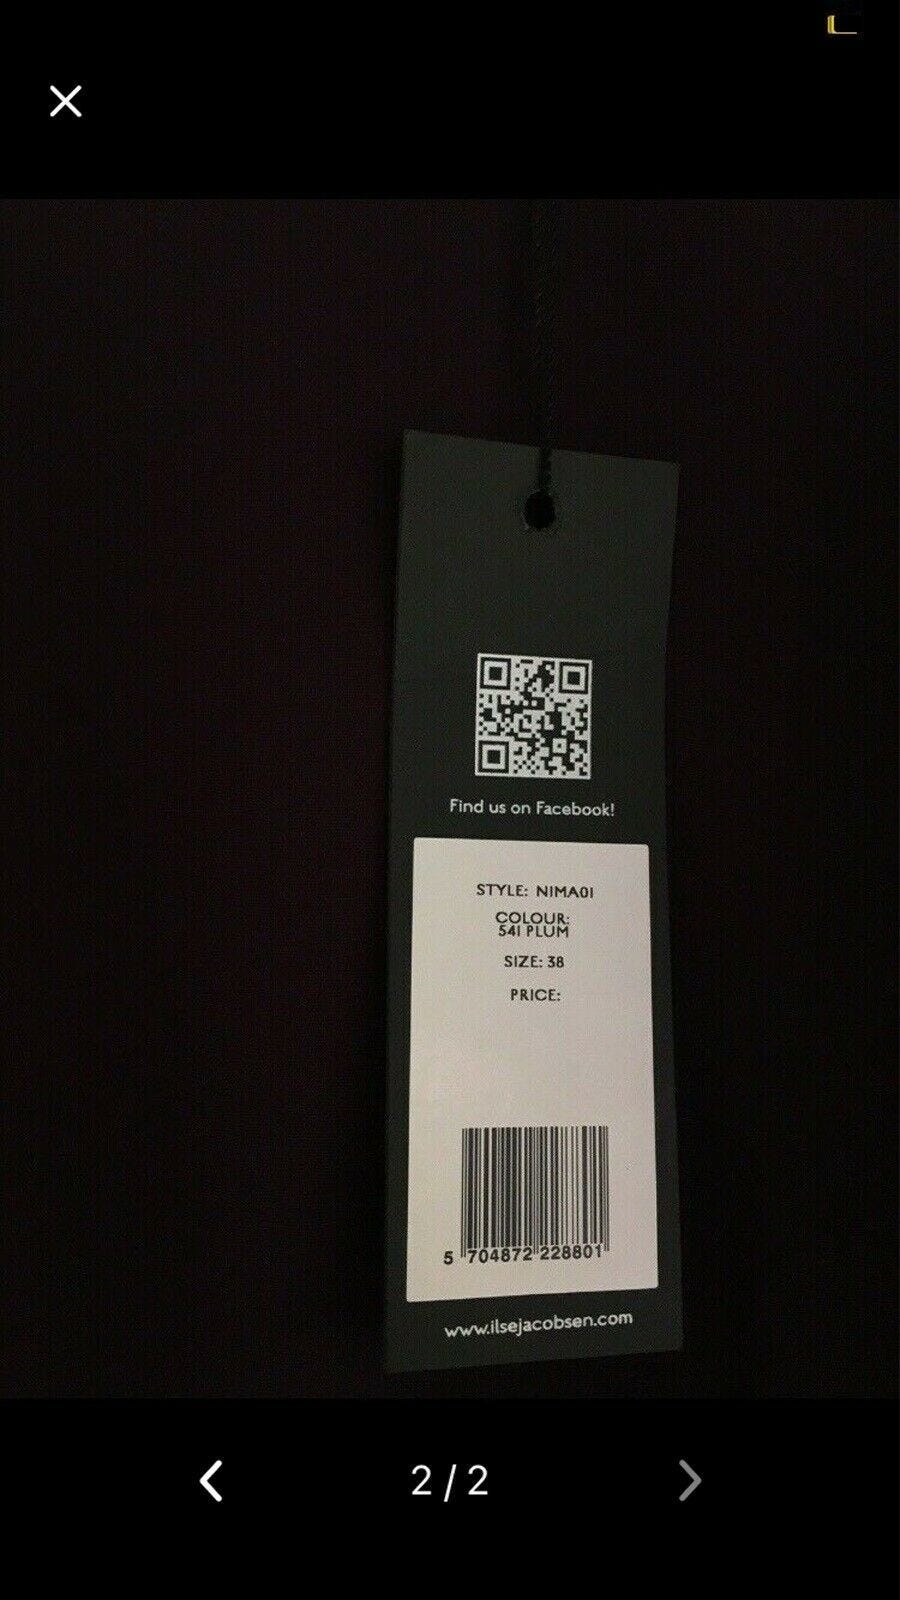 Find us on Facebook!
STYLE: NIMA01
COLOUR:
541 PLUM
SIZE: 38
PRICE:
5 704872 228801
www.ilsejacobsen.com
2 / 2